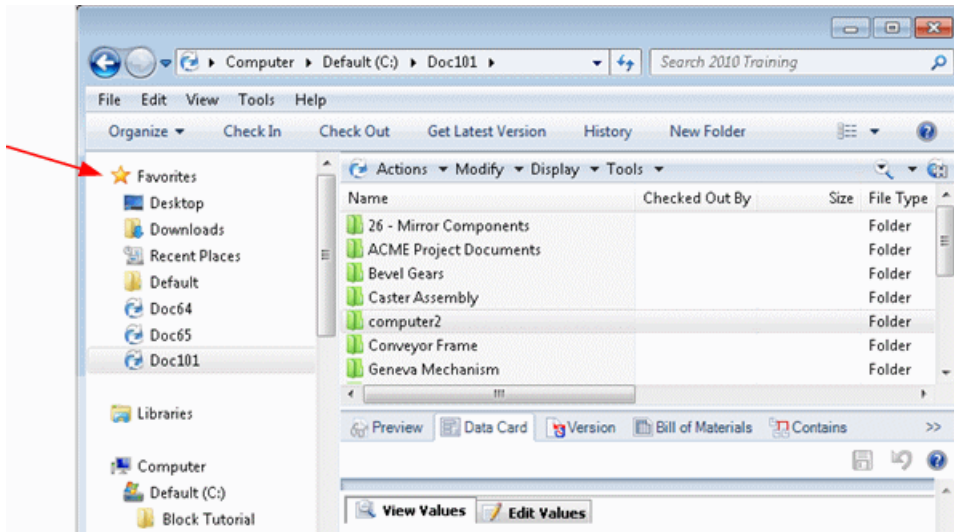 Computer Default (C:) Doc101 Search 2010 Training
File Edit View Tools Help
Organize Check In Check Out Get Latest Version History New Folder
Favorites
Desktop
Downloads
Recent Places
Default
Doc64
Doc65
Doc101
Libraries
Computer
Default (C:)
Block Tutorial
Actions Modify Display Tools
Name Checked Out By Size File Type
26 - Mirror Components Folder
ACME Project Documents Folder
Bevel Gears Folder
Caster Assembly Folder
computer2 Folder
Conveyor Frame Folder
Geneva Mechanism Folder
Preview Data Card Version Bill of Materials Contains >>
View Values Edit Values